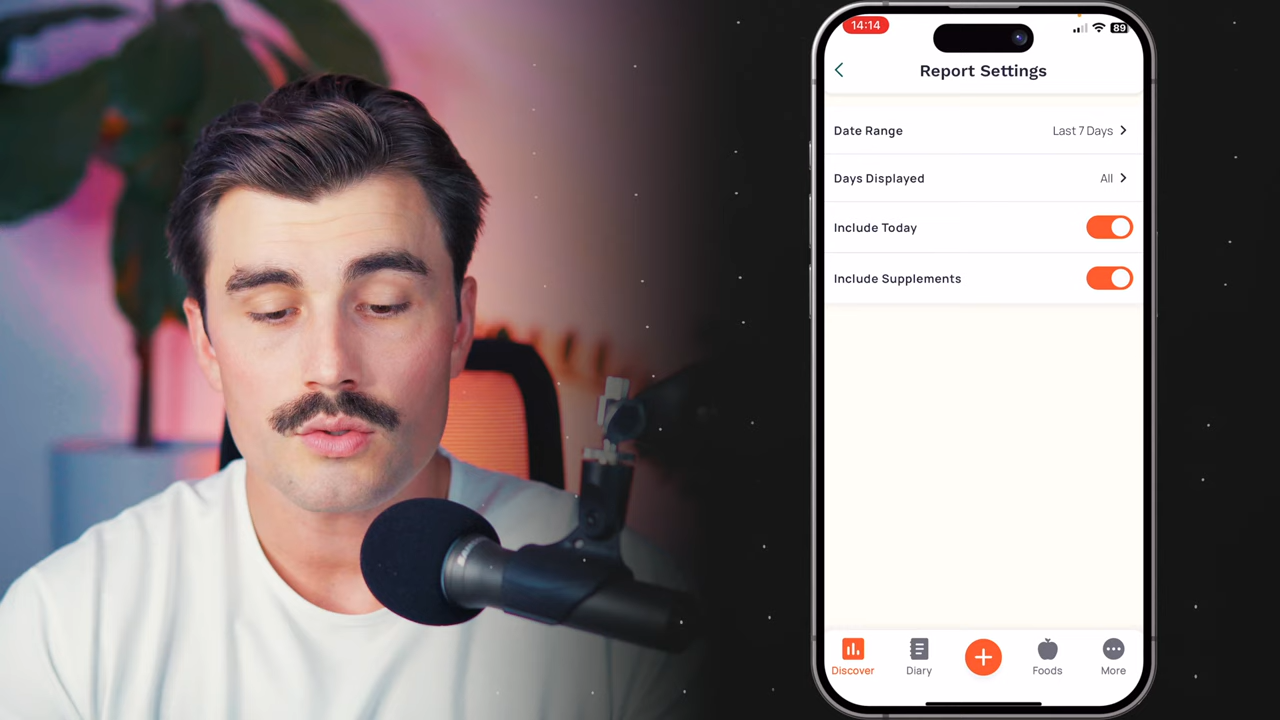 14:14
89
Report Settings
Date Range Last 7 Days
Days Displayed All
Include Today
Include Supplements
Discover Diary Foods More